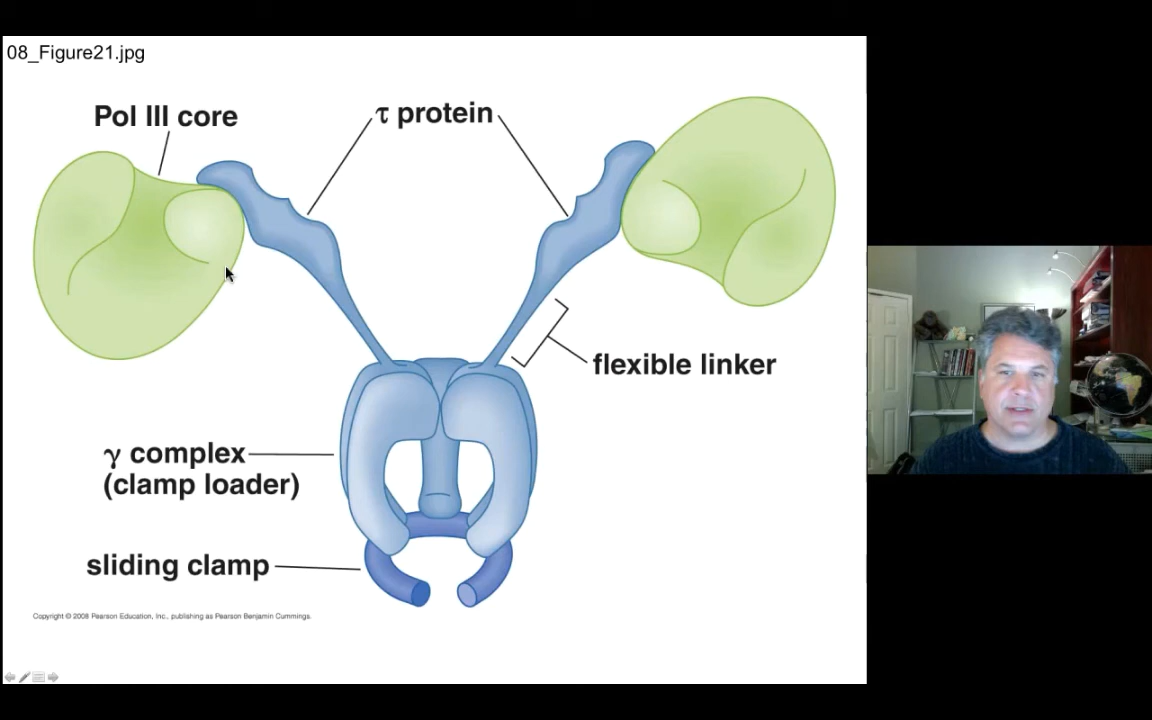 08_Figure21.jpg
Pol III core
τ protein
flexible linker
γ complex
(clamp loader)
sliding clamp
Copyright © 2008 Pearson Education, Inc., publishing as Pearson Benjamin Cummings.